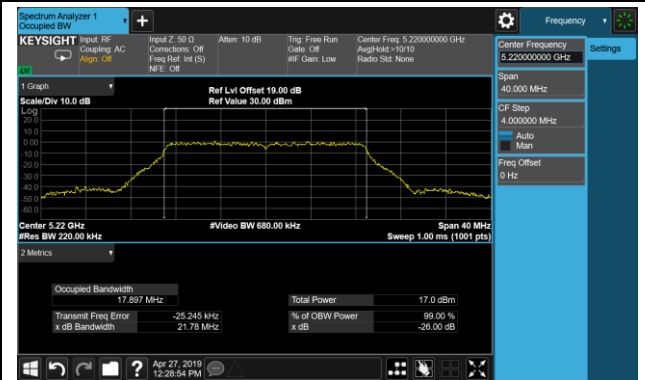 Spectrum Analyzer 1
Occupied BW
Frequency
KEYSIGHT
Input: RF
Coupling: AC
Align: Off
Input Z: 50 Ω
Corrections: Off
Freq Ref: Int (S)
NFE: Off
Atten: 10 dB
Trig: Free Run
Gate: Off
#IF Gain: Low
Center Freq: 5.220000000 GHz
Avg|Hold:>10/10
Radio Std: None
Center Frequency
5.220000000 GHz
Settings
Span
40.000 MHz
CF Step
4.000000 MHz
Auto
Man
Freq Offset
0 Hz
1 Graph
Scale/Div 10.0 dB
Ref Lvl Offset 19.00 dB
Ref Value 30.00 dBm
Log
20.0
10.0
0.00
-10.0
-20.0
-30.0
-40.0
-50.0
-60.0
Center 5.22 GHz
#Video BW 680.00 kHz
Span 40 MHz
#Res BW 220.00 kHz
Sweep 1.00 ms (1001 pts)
2 Metrics
Occupied Bandwidth
17.897 MHz
Total Power 17.0 dBm
Transmit Freq Error -25.245 kHz
% of OBW Power 99.00 %
x dB Bandwidth 21.78 MHz
x dB -26.00 dB
?
Apr 27, 2019
12:28:54 PM